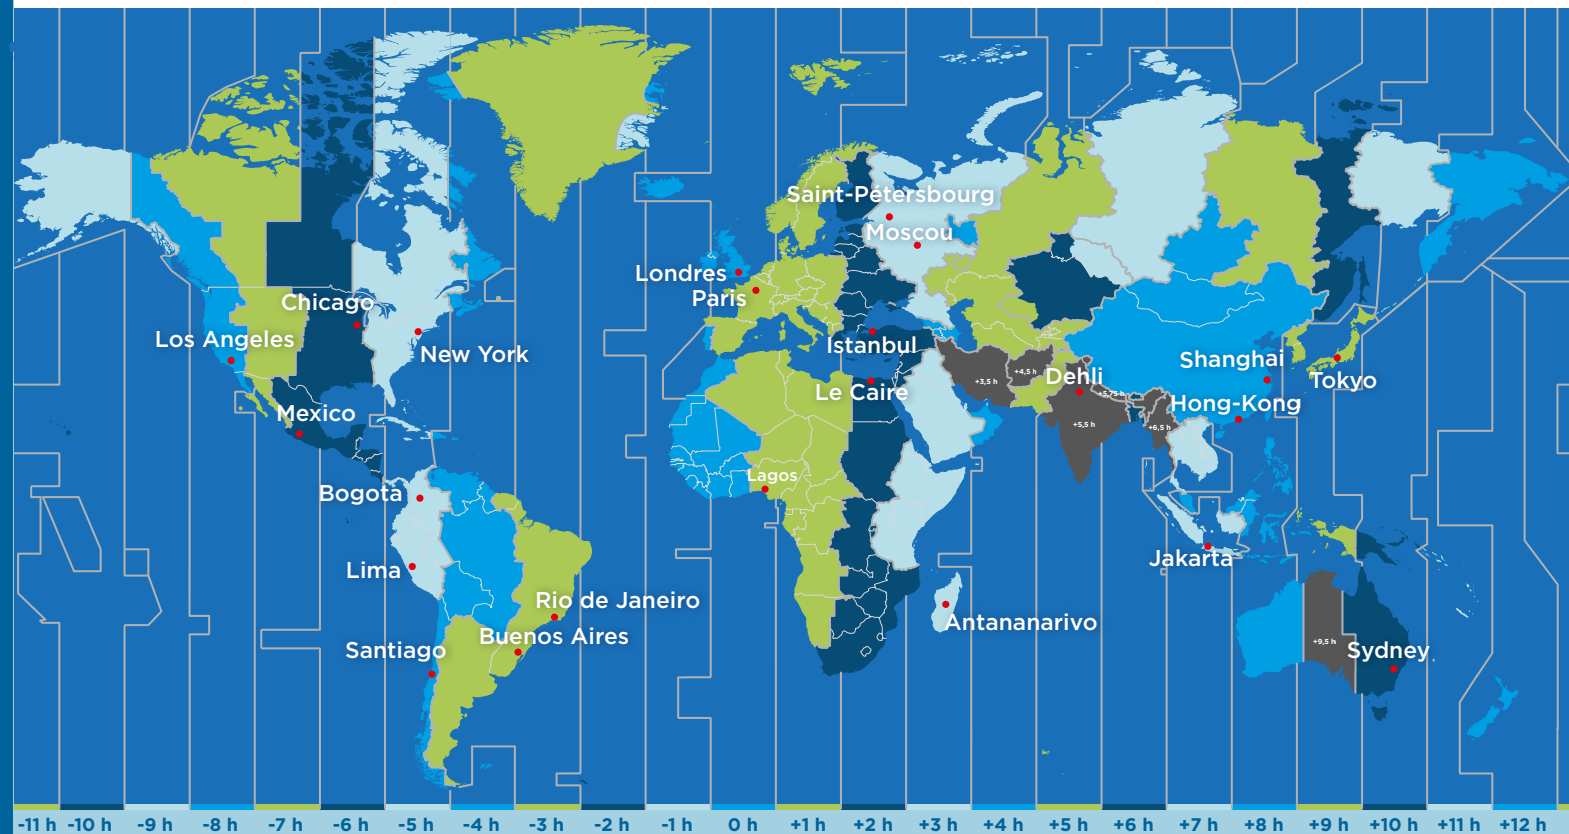 Saint-Pétersbourg
Moscou
Londres
Paris
Chicago
Los Angeles
New York
Istanbul
Le Caire
+3,5 h
+4,5 h
Dehli
+5,75 h
+5,5 h
+6,5 h
Shanghai
Tokyo
Hong-Kong
Mexico
Bogota
Lagos
Lima
Jakarta
Rio de Janeiro
Buenos Aires
Santiago
Antananarivo
+9,5 h
Sydney
-11 h -10 h -9 h -8 h -7 h -6 h -5 h -4 h -3 h -2 h -1 h 0 h +1 h +2 h +3 h +4 h +5 h +6 h +7 h +8 h +9 h +10 h +11 h +12 h